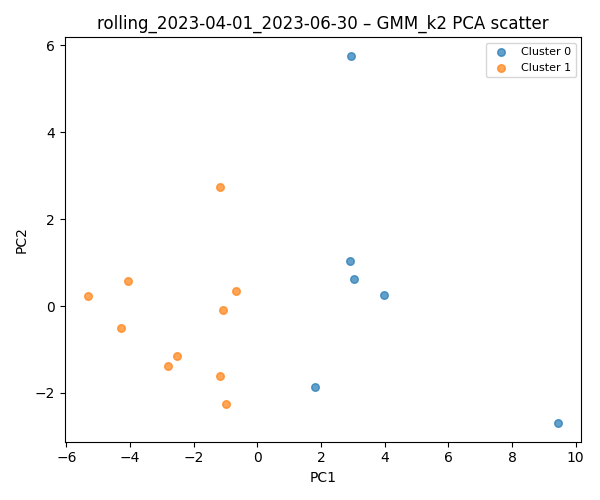 rolling_2023-04-01_2023-06-30 – GMM_k2 PCA scatter
Cluster 0
Cluster 1
6
4
2
0
−2
PC2
−6
−4
−2
0
2
4
6
8
10
PC1